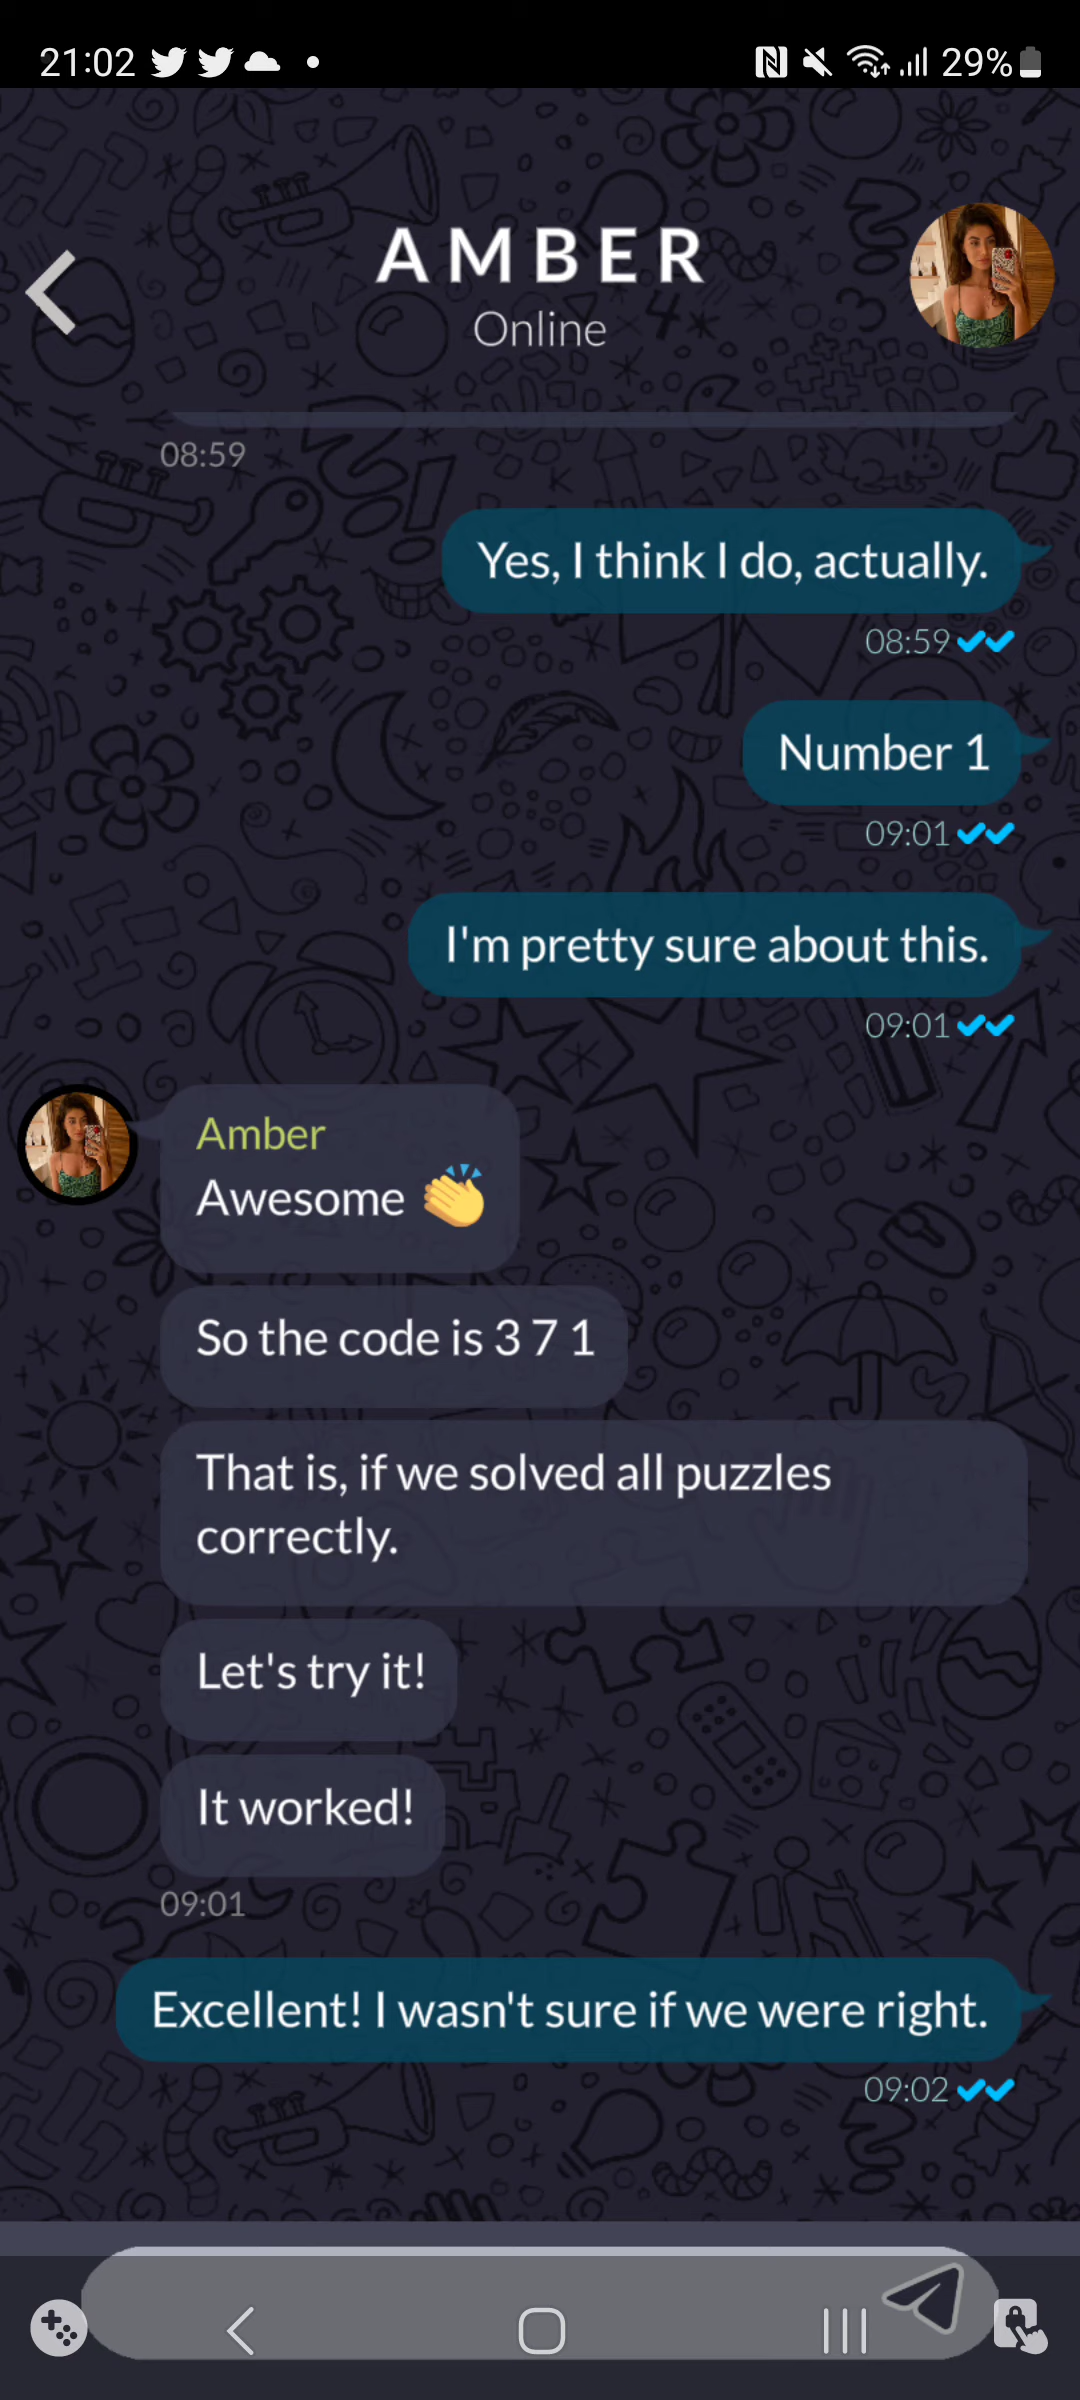 21:02
29%
AMBER
Online
08:59
Yes, I think I do, actually.
08:59
Number 1
09:01
I'm pretty sure about this.
09:01
Amber
Awesome 👏
So the code is 3 7 1
That is, if we solved all puzzles
correctly.
Let's try it!
It worked!
09:01
Excellent! I wasn't sure if we were right.
09:02